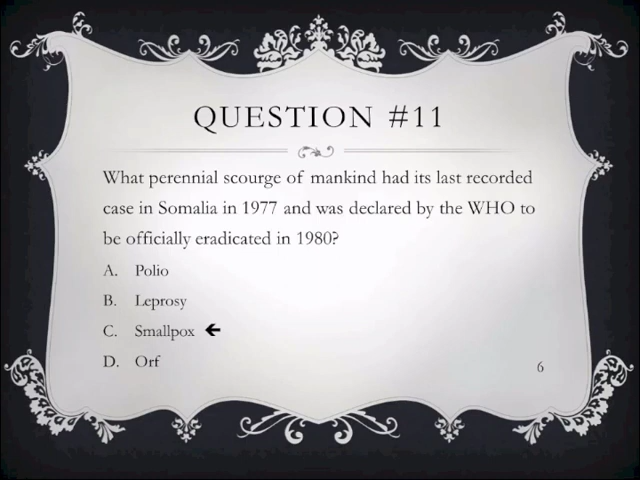 QUESTION #11
What perennial scourge of mankind had its last recorded
case in Somalia in 1977 and was declared by the WHO to
be officially eradicated in 1980?
A. Polio
B. Leprosy
C. Smallpox 🡸
D. Orf
6